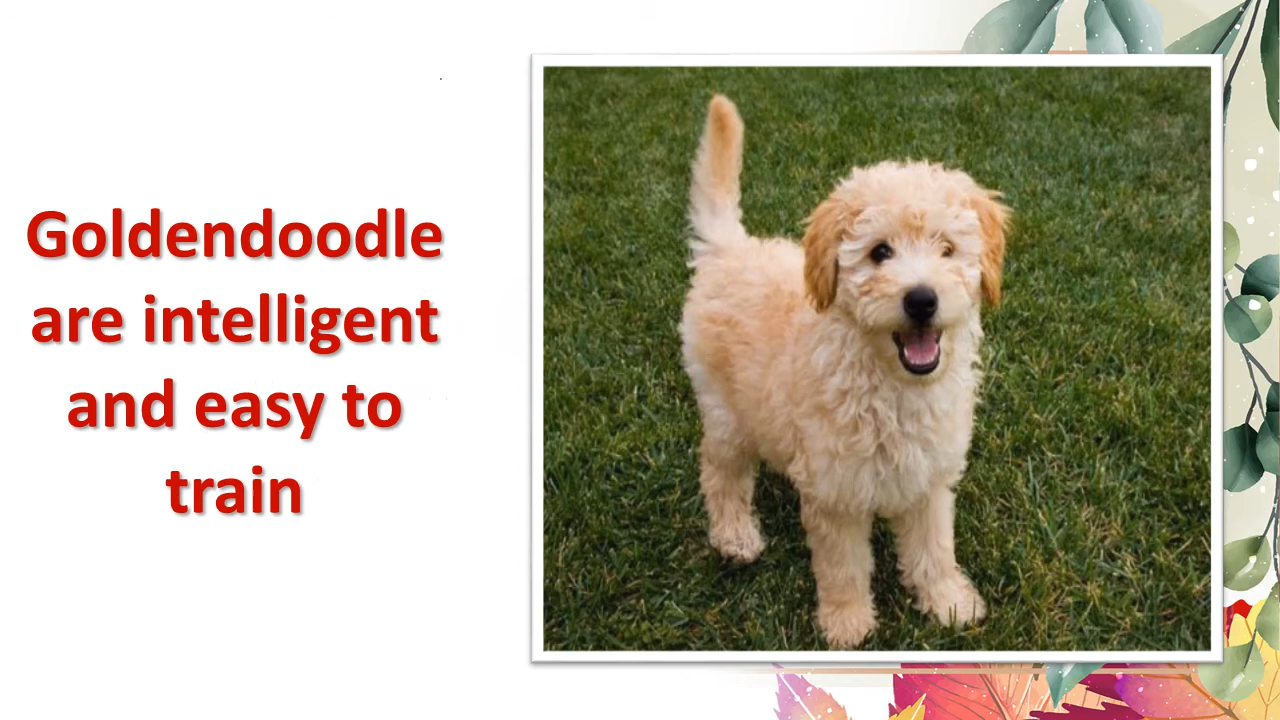 Goldendoodle
are intelligent
and easy to
train